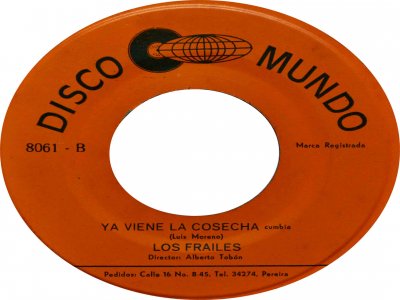 DISCO MUNDO
8061 - B
Marca Registrada
YA VIENE LA COSECHA cumbia
(Luis Moreno)
LOS FRAILES
Director: Alberto Tobón
Pedidos: Calle 16 No. 8-45, Tel. 34274, Pereira